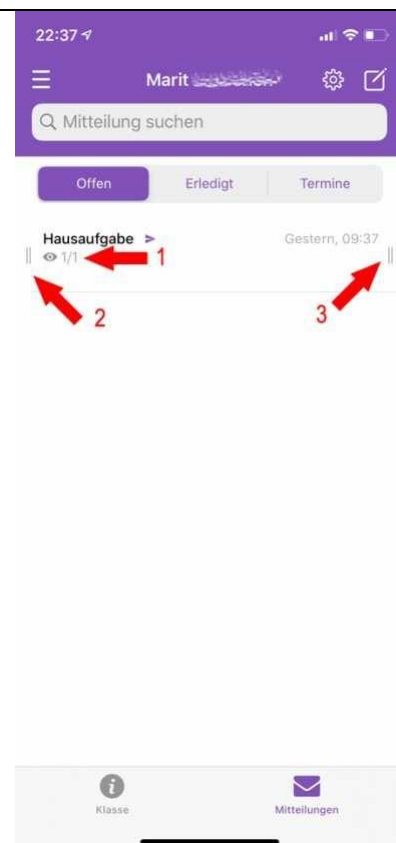 22:37
Marit
Mitteilung suchen
Offen Erledigt Termine
Hausaufgabe Gestern, 09:37
1/1 1
2 3
Klasse Mitteilungen